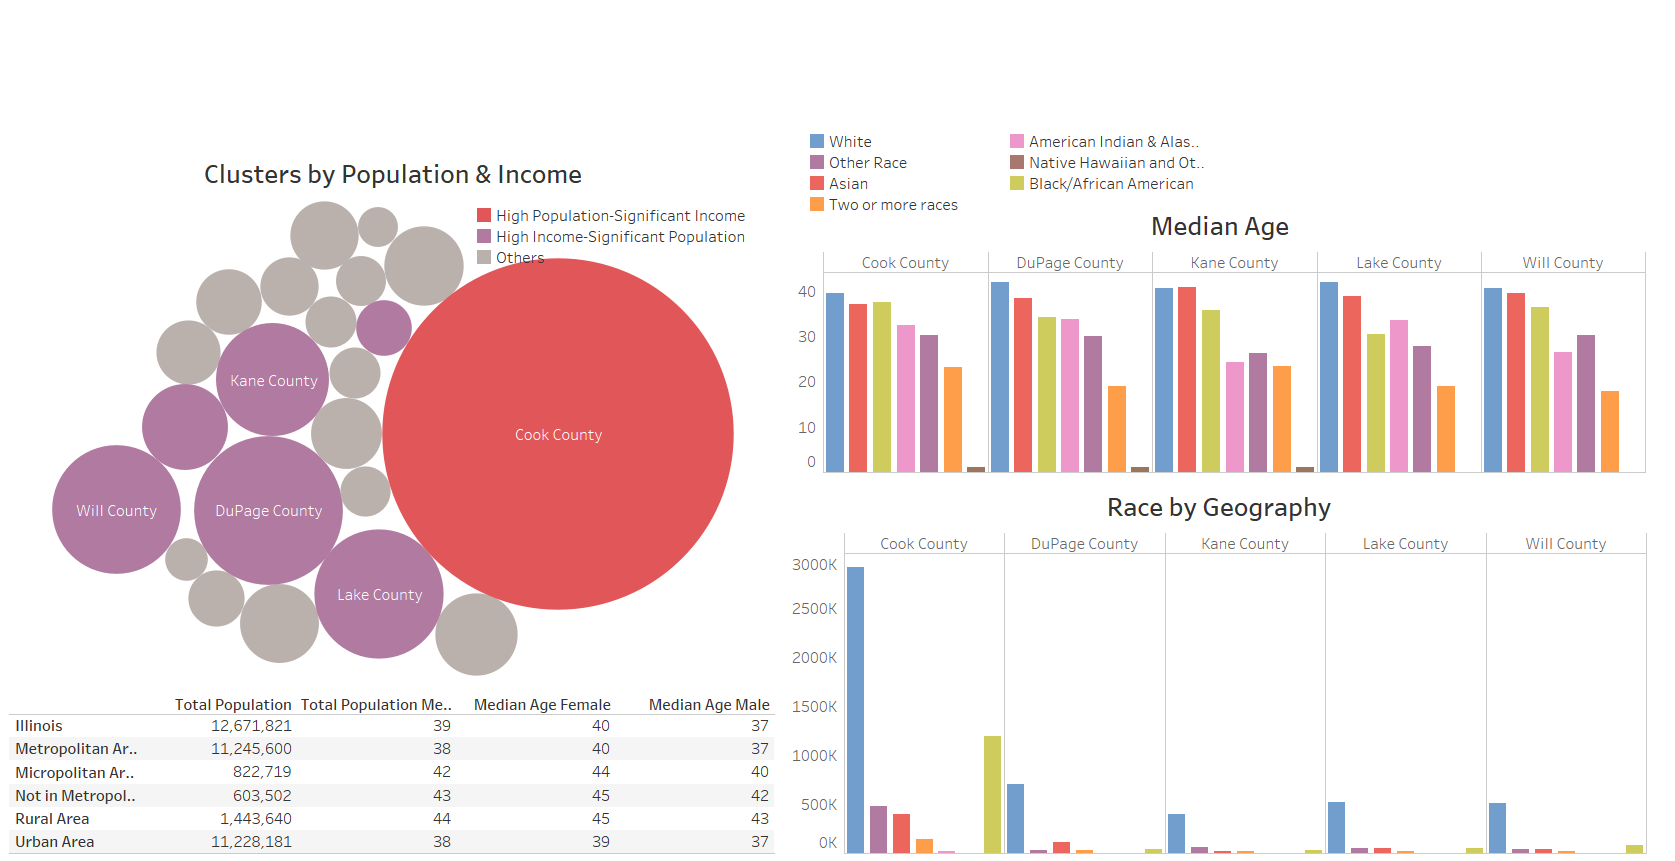 Clusters by Population & Income
High Population-Significant Income
High Income-Significant Population
Others
Kane County
Cook County
Will County
DuPage County
Lake County
Total Population Total Population Me.. Median Age Female Median Age Male
Illinois 12,671,821 39 40 37
Metropolitan Ar.. 11,245,600 38 40 37
Micropolitan Ar.. 822,719 42 44 40
Not in Metropol.. 603,502 43 45 42
Rural Area 1,443,640 44 45 43
Urban Area 11,228,181 38 39 37
White American Indian & Alas..
Other Race Native Hawaiian and Ot..
Asian Black/African American
Two or more races
Median Age
Cook County DuPage County Kane County Lake County Will County
40
30
20
10
0
Race by Geography
Cook County DuPage County Kane County Lake County Will County
3000K
2500K
2000K
1500K
1000K
500K
0K